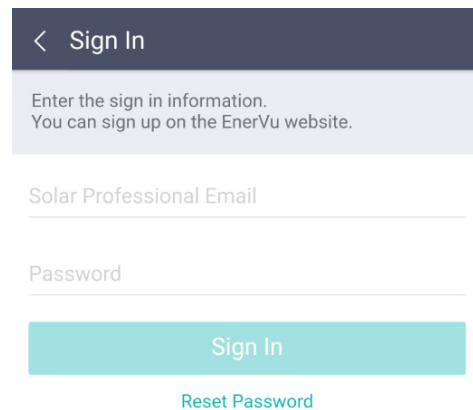 Sign In
Enter the sign in information.
You can sign up on the EnerVu website.
Solar Professional Email
Password
Sign In
Reset Password